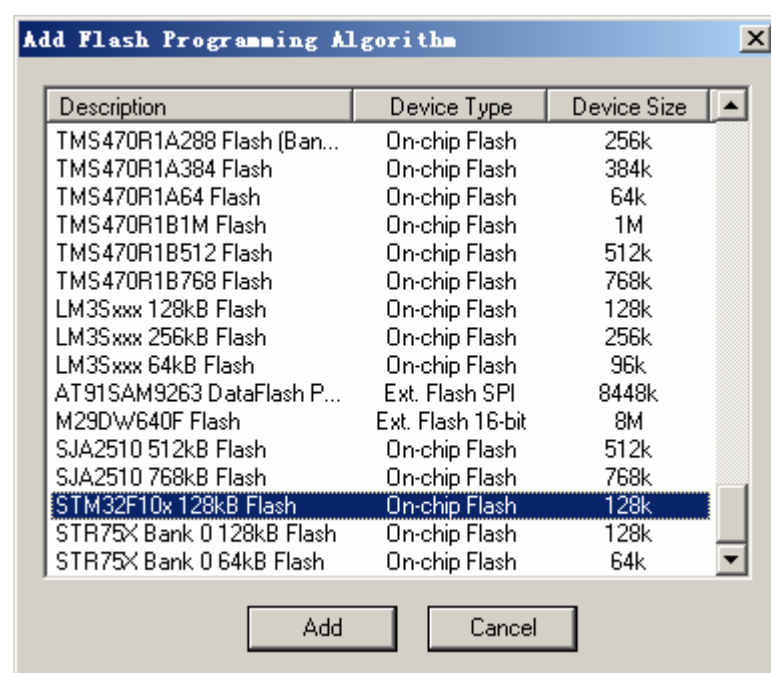 Add Flash Programming Algorithm
Description Device Type Device Size
TMS470R1A288 Flash (Ban... On-chip Flash 256k
TMS470R1A384 Flash On-chip Flash 384k
TMS470R1A64 Flash On-chip Flash 64k
TMS470R1B1M Flash On-chip Flash 1M
TMS470R1B512 Flash On-chip Flash 512k
TMS470R1B768 Flash On-chip Flash 768k
LM3Sxxx 128kB Flash On-chip Flash 128k
LM3Sxxx 256kB Flash On-chip Flash 256k
LM3Sxxx 64kB Flash On-chip Flash 96k
AT91SAM9263 DataFlash P... Ext. Flash SPI 8448k
M29DW640F Flash Ext. Flash 16-bit 8M
SJA2510 512kB Flash On-chip Flash 512k
SJA2510 768kB Flash On-chip Flash 768k
STM32F10x 128kB Flash On-chip Flash 128k
STR75X Bank 0 128kB Flash On-chip Flash 128k
STR75X Bank 0 64kB Flash On-chip Flash 64k
Add Cancel